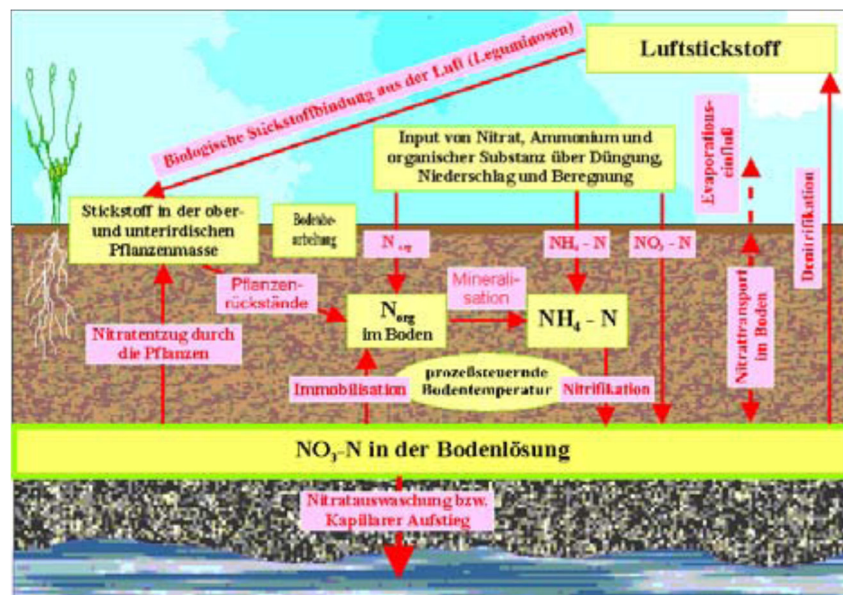 Luftstickstoff
Biologische Stickstoffbindung aus der Luft (Leguminosen)
Input von Nitrat, Ammonium und
organischer Substanz über Düngung,
Niederschlag und Beregnung
Evaporations-
einfluß
Denitrifikation
Stickstoff in der ober-
und unterirdischen
Pflanzenmasse
Bodenbe-
arbeitung
N org
NH₄ - N
NO₃ - N
Pflanzen-
rückstände
Minerali-
sation
N org
im Boden
NH₄ - N
Nitrattransport
im Boden
Nitratentzug durch
die Pflanzen
prozeßsteuernde
Bodentemperatur
Immobilisation
Nitrifikation
NO₃-N in der Bodenlösung
Nitratauswaschung bzw.
Kapillarer Aufstieg